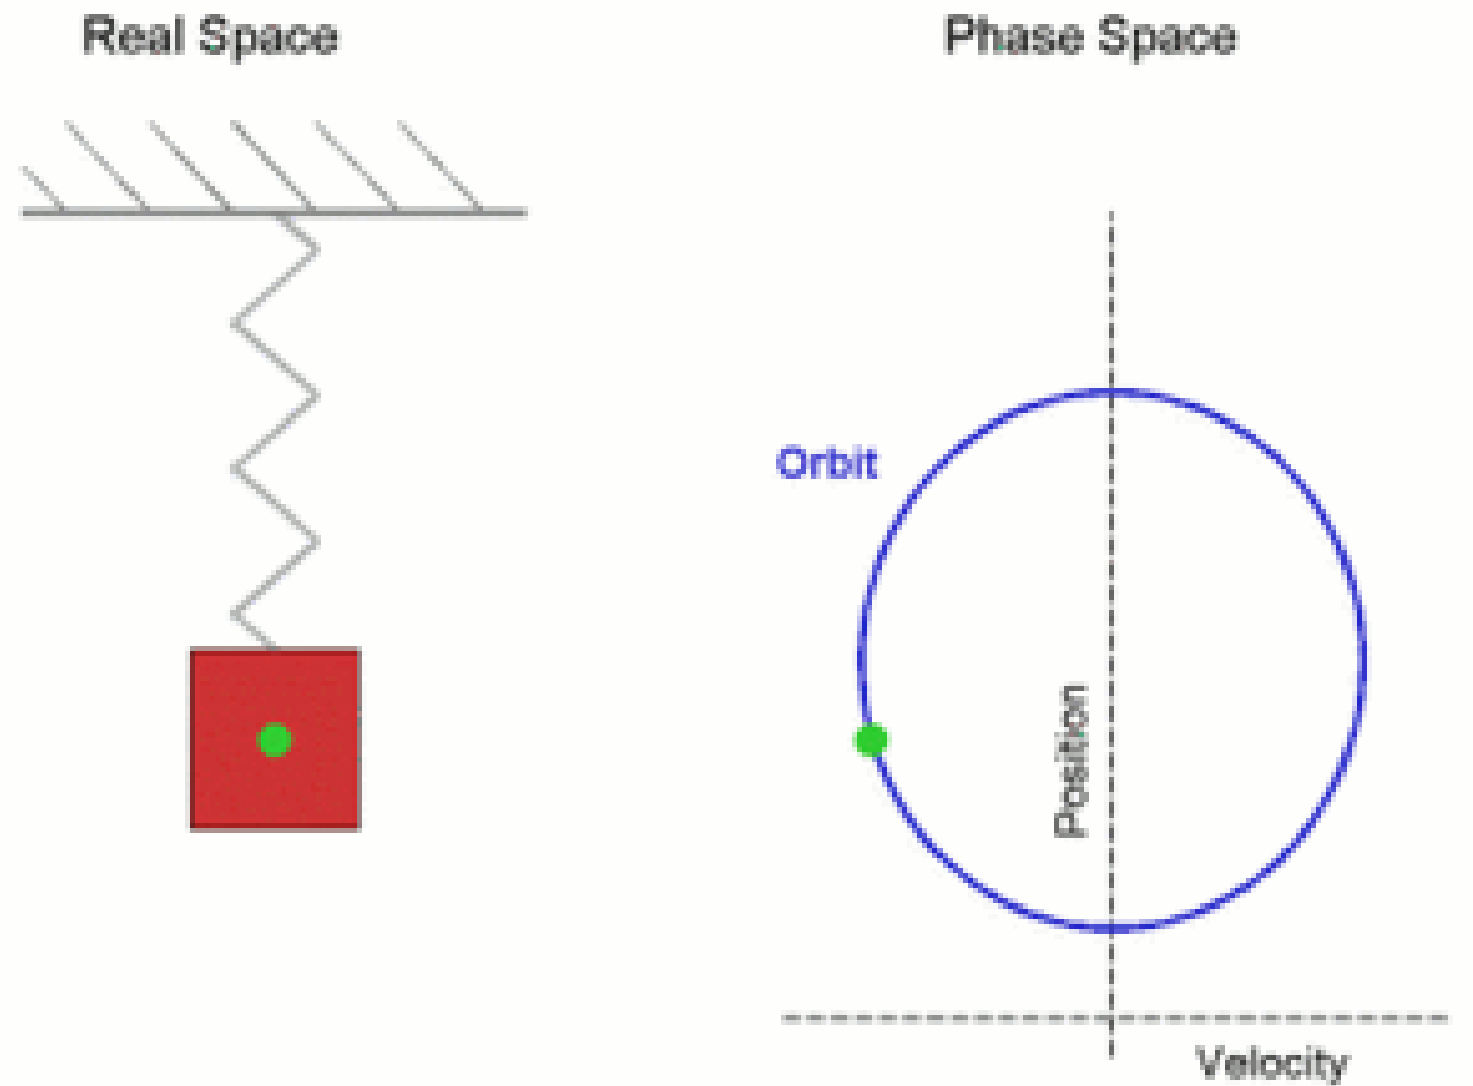 Real Space
Phase Space
Orbit
Position
Velocity